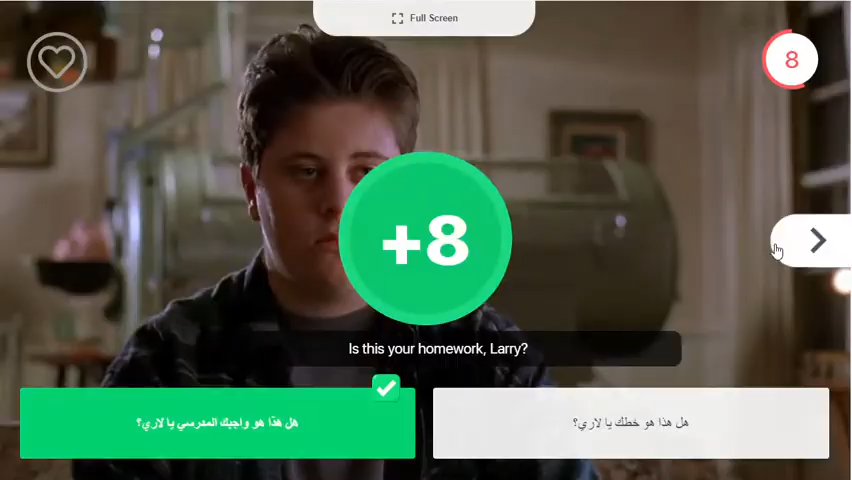 Full Screen
8
+8
Is this your homework, Larry?
هل هذا هو واجبك المدرسي يا لاري؟
هل هذا هو خطك يا لاري؟